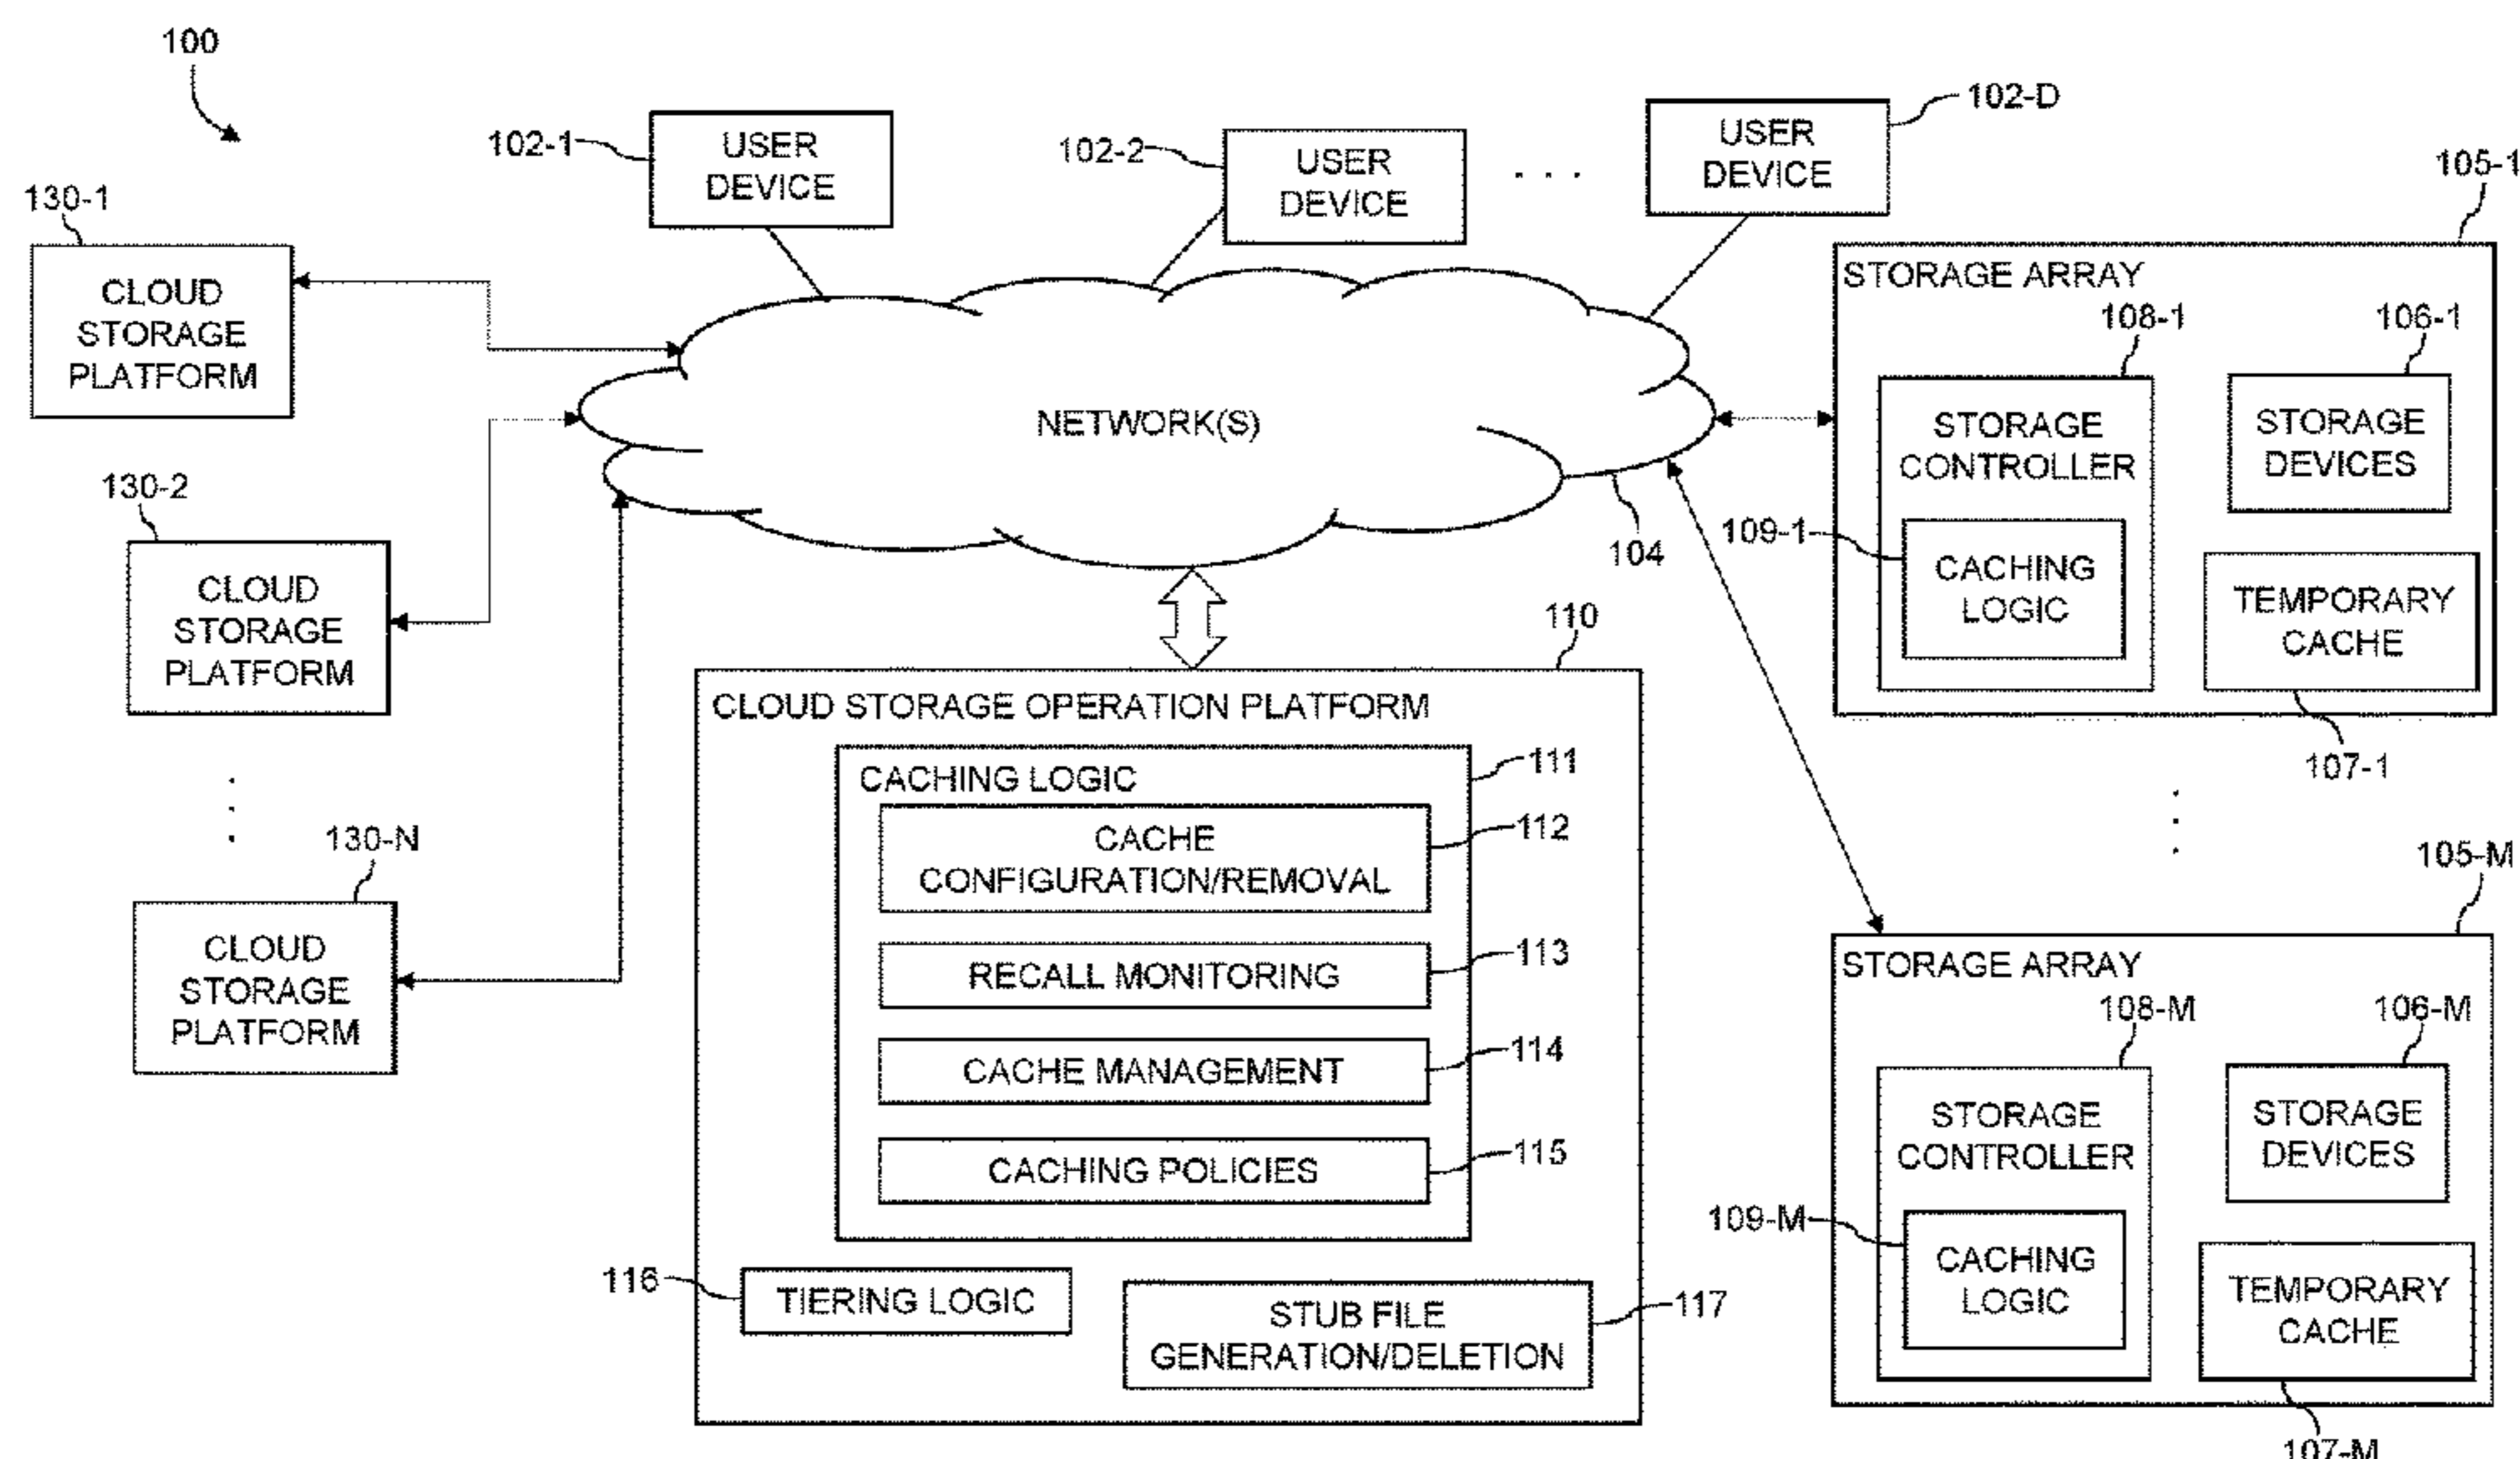 100
102-1
USER
DEVICE
102-2
USER
DEVICE
. . .
USER
DEVICE
102-D
130-1
CLOUD
STORAGE
PLATFORM
130-2
CLOUD
STORAGE
PLATFORM
130-N
CLOUD
STORAGE
PLATFORM
NETWORK(S)
104
110
CLOUD STORAGE OPERATION PLATFORM
CACHING LOGIC
111
CACHE
CONFIGURATION/REMOVAL
112
RECALL MONITORING
113
CACHE MANAGEMENT
114
CACHING POLICIES
115
116
TIERING LOGIC
STUB FILE
GENERATION/DELETION
117
105-1
STORAGE ARRAY
108-1
STORAGE
CONTROLLER
109-1
CACHING
LOGIC
106-1
STORAGE
DEVICES
TEMPORARY
CACHE
107-1
105-M
STORAGE ARRAY
108-M
STORAGE
CONTROLLER
109-M
CACHING
LOGIC
106-M
STORAGE
DEVICES
TEMPORARY
CACHE
107-M